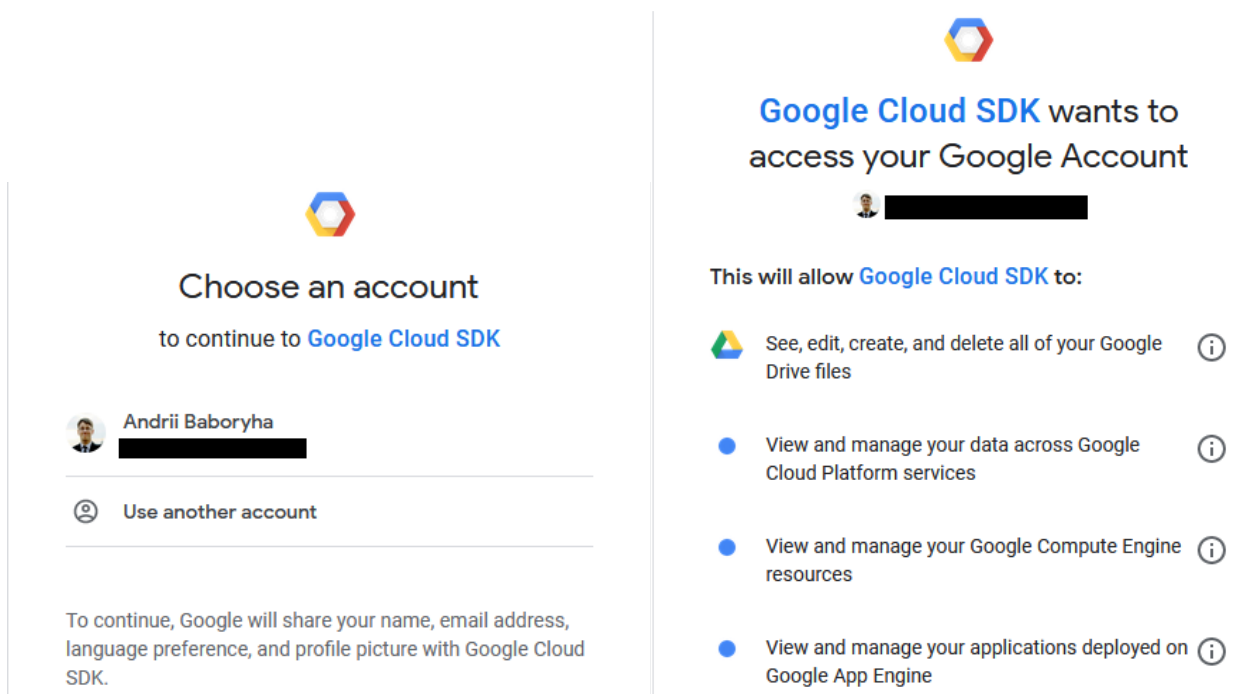 Choose an account
to continue to Google Cloud SDK
Andrii Baboryha
Use another account
To continue, Google will share your name, email address,
language preference, and profile picture with Google Cloud
SDK.
Google Cloud SDK wants to
access your Google Account
This will allow Google Cloud SDK to:
See, edit, create, and delete all of your Google
Drive files
View and manage your data across Google
Cloud Platform services
View and manage your Google Compute Engine
resources
View and manage your applications deployed on
Google App Engine